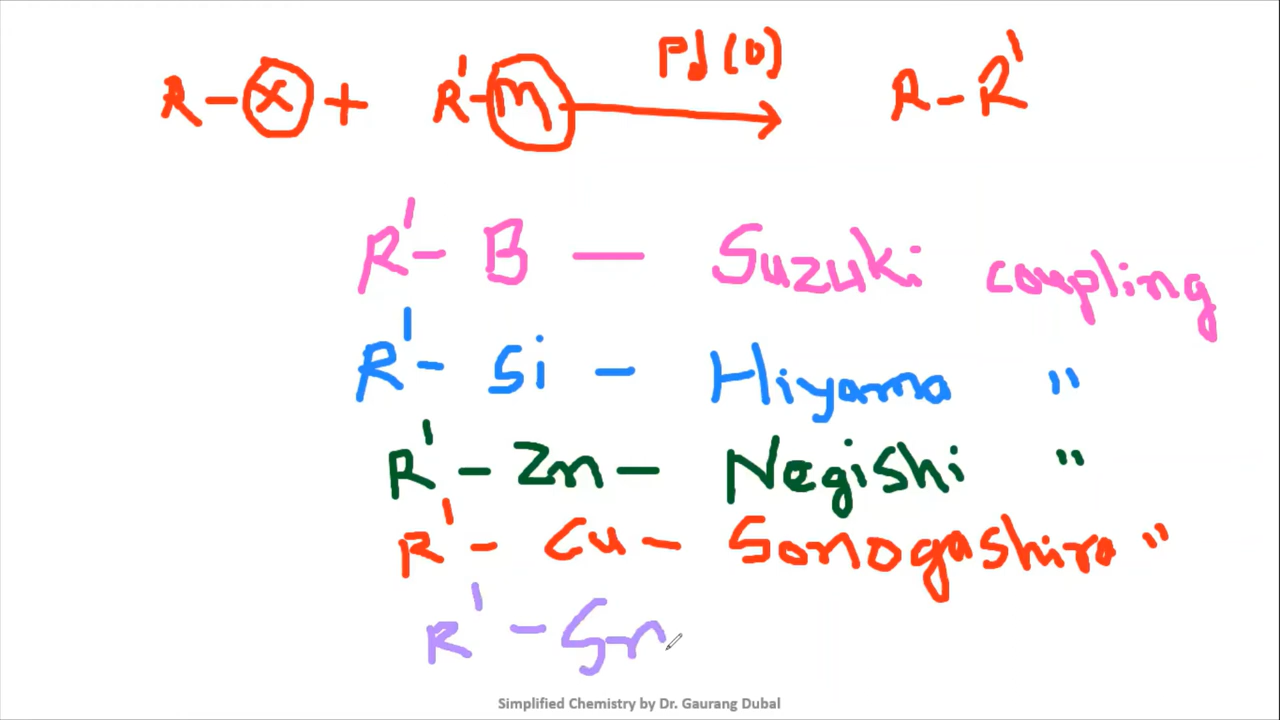 R - X + R' - M Pd(0) R - R'
R' - B - Suzuki coupling
R' - Si - Hiyama "
R' - Zn - Negishi "
R' - Cu - Sonogashira "
R' - Sn
Simplified Chemistry by Dr. Gaurang Dubal